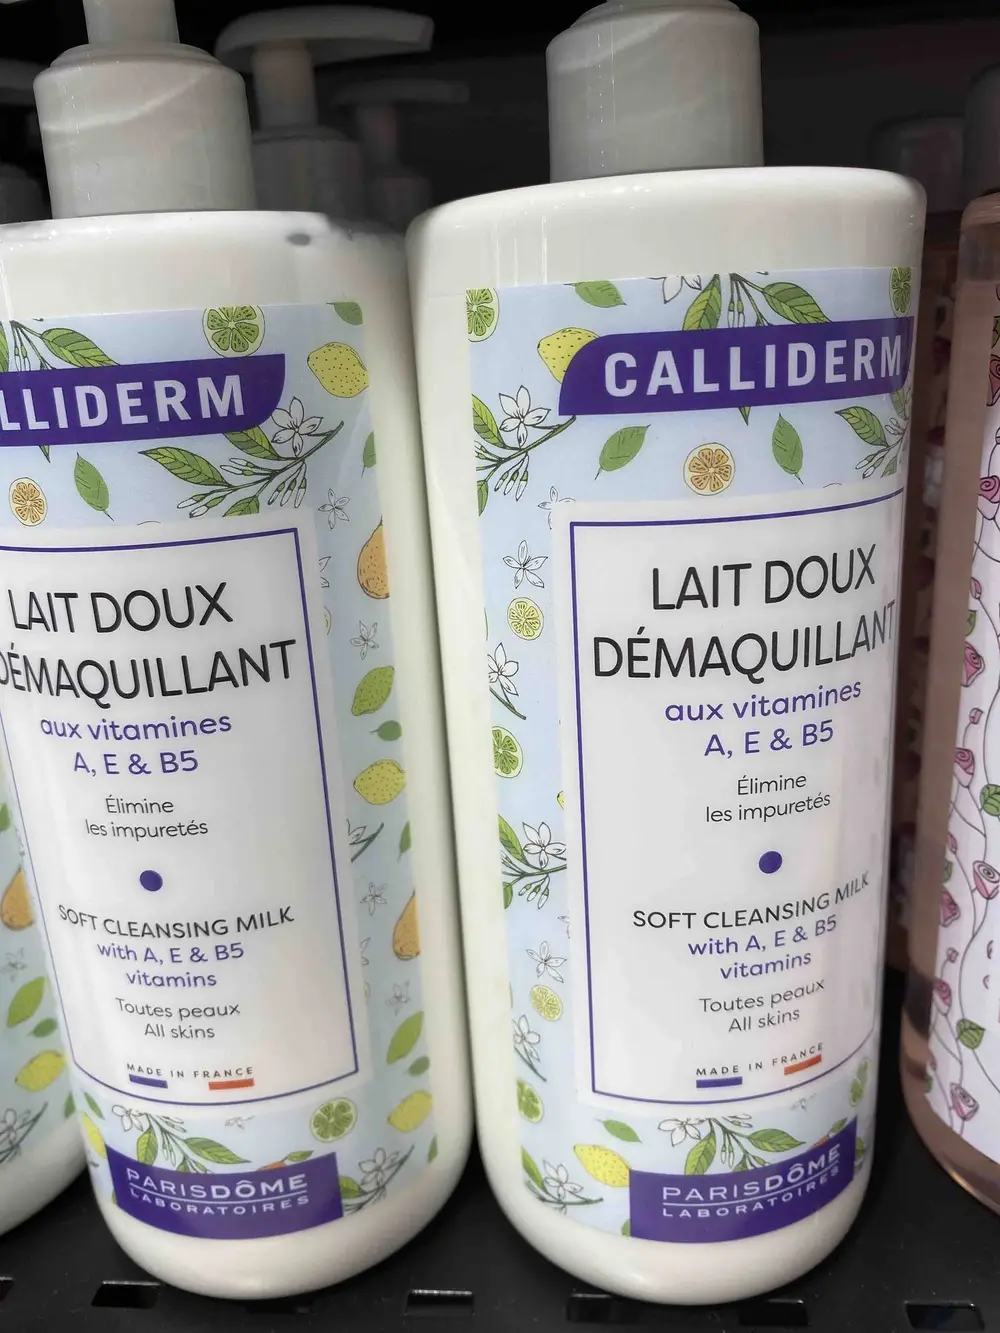 LLIDERM
LAIT DOUX
DÉMAQUILLANT
aux vitamines
A, E & B5
Élimine
les impuretés
SOFT CLEANSING MILK
with A, E & B5
vitamins
Toutes peaux
All skins
MADE IN FRANCE
PARISDÔME
LABORATOIRES
CALLIDERM
LAIT DOUX
DÉMAQUILLANT
aux vitamines
A, E & B5
Élimine
les impuretés
SOFT CLEANSING MILK
with A, E & B5
vitamins
Toutes peaux
All skins
MADE IN FRANCE
PARISDÔME
LABORATOIRES